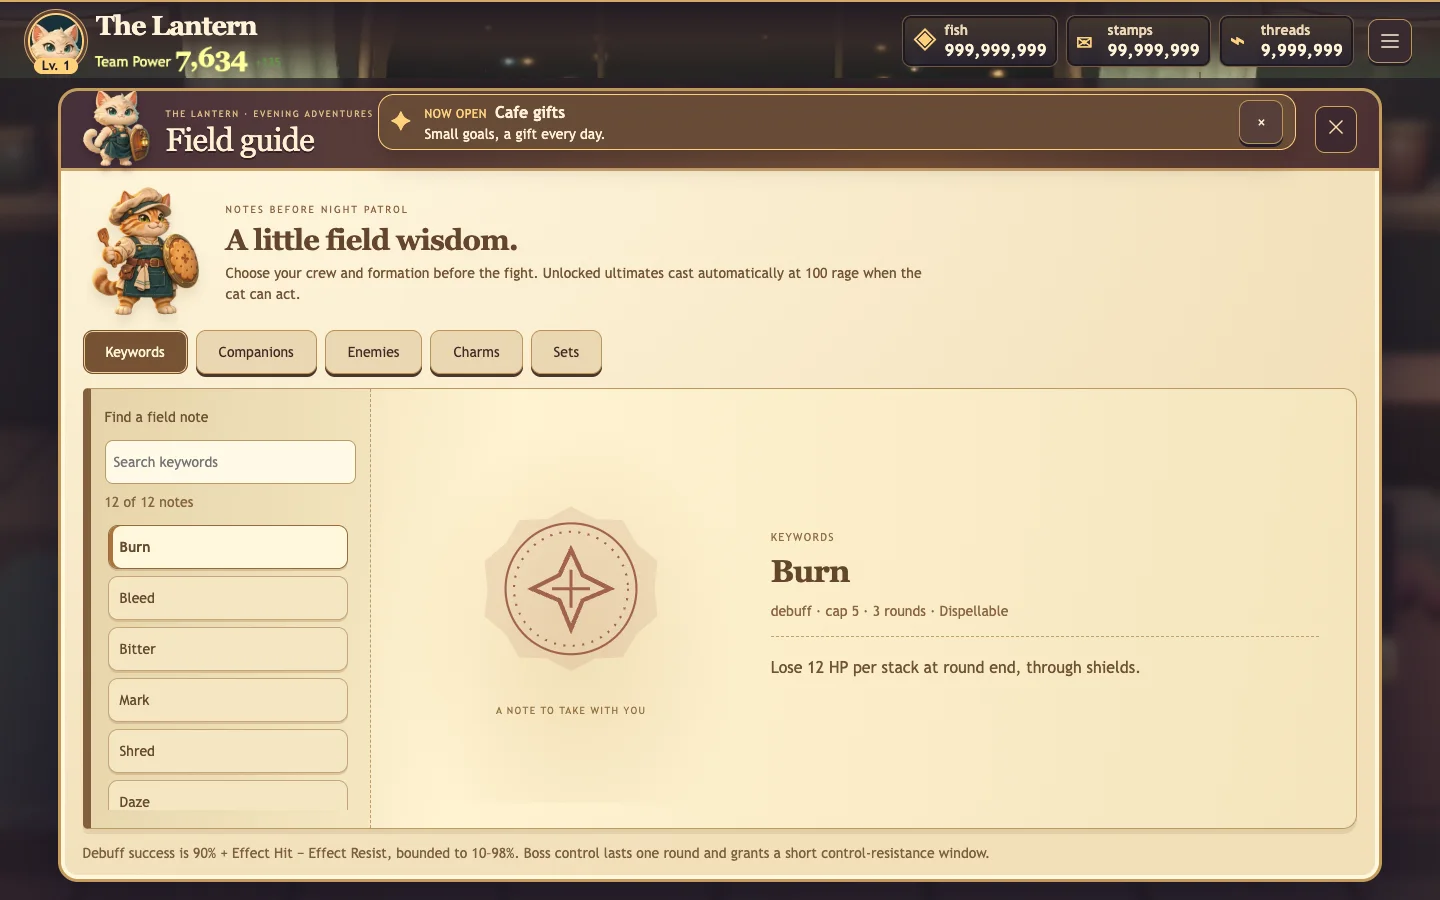 The Lantern
Lv. 1
Team Power 7,634
fish
999,999,999
stamps
99,999,999
threads
9,999,999
THE LANTERN · EVENING ADVENTURES
Field guide
NOW OPEN Cafe gifts
Small goals, a gift every day.
×
NOTES BEFORE NIGHT PATROL
A little field wisdom.
Choose your crew and formation before the fight. Unlocked ultimates cast automatically at 100 rage when the
cat can act.
Keywords
Companions
Enemies
Charms
Sets
Find a field note
Search keywords
12 of 12 notes
Burn
Bleed
Bitter
Mark
Shred
Daze
A NOTE TO TAKE WITH YOU
KEYWORDS
Burn
debuff · cap 5 · 3 rounds · Dispellable
Lose 12 HP per stack at round end, through shields.
Debuff success is 90% + Effect Hit − Effect Resist, bounded to 10–98%. Boss control lasts one round and grants a short control-resistance window.